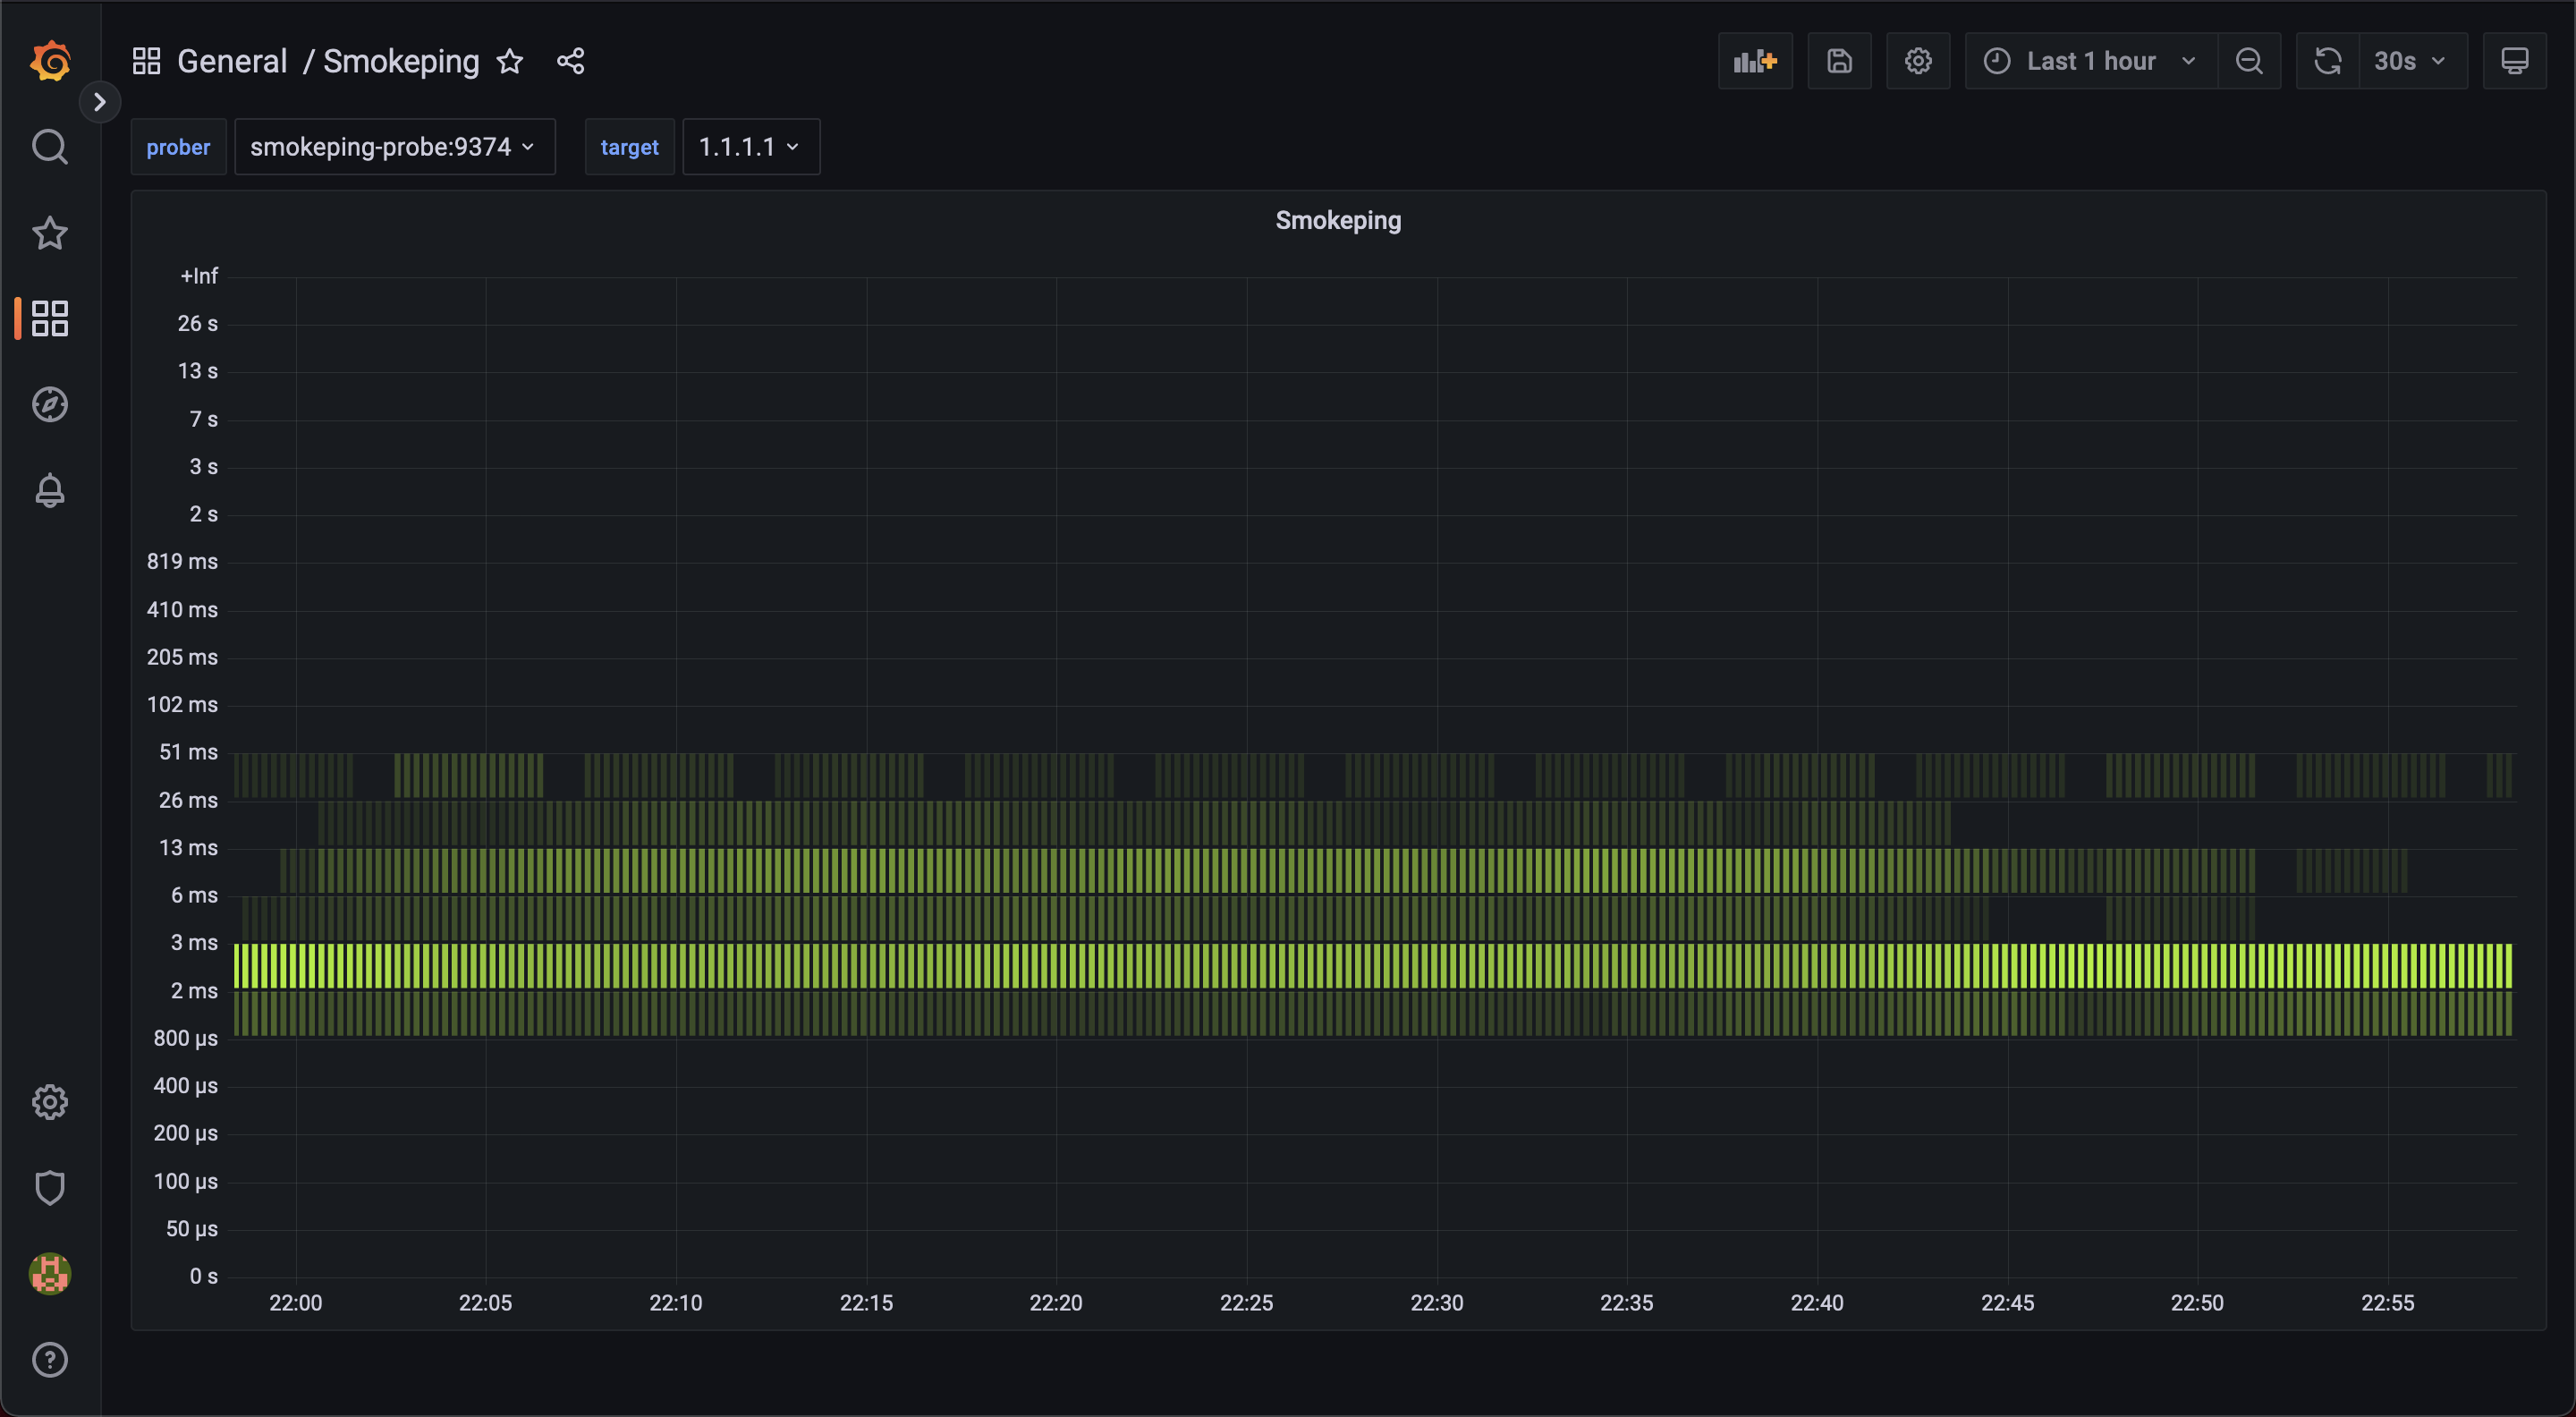 General / Smokeping
Last 1 hour
30s
prober smokeping-probe:9374 target 1.1.1.1
Smokeping
+Inf
26 s
13 s
7 s
3 s
2 s
819 ms
410 ms
205 ms
102 ms
51 ms
26 ms
13 ms
6 ms
3 ms
2 ms
800 µs
400 µs
200 µs
100 µs
50 µs
0 s
22:00 22:05 22:10 22:15 22:20 22:25 22:30 22:35 22:40 22:45 22:50 22:55